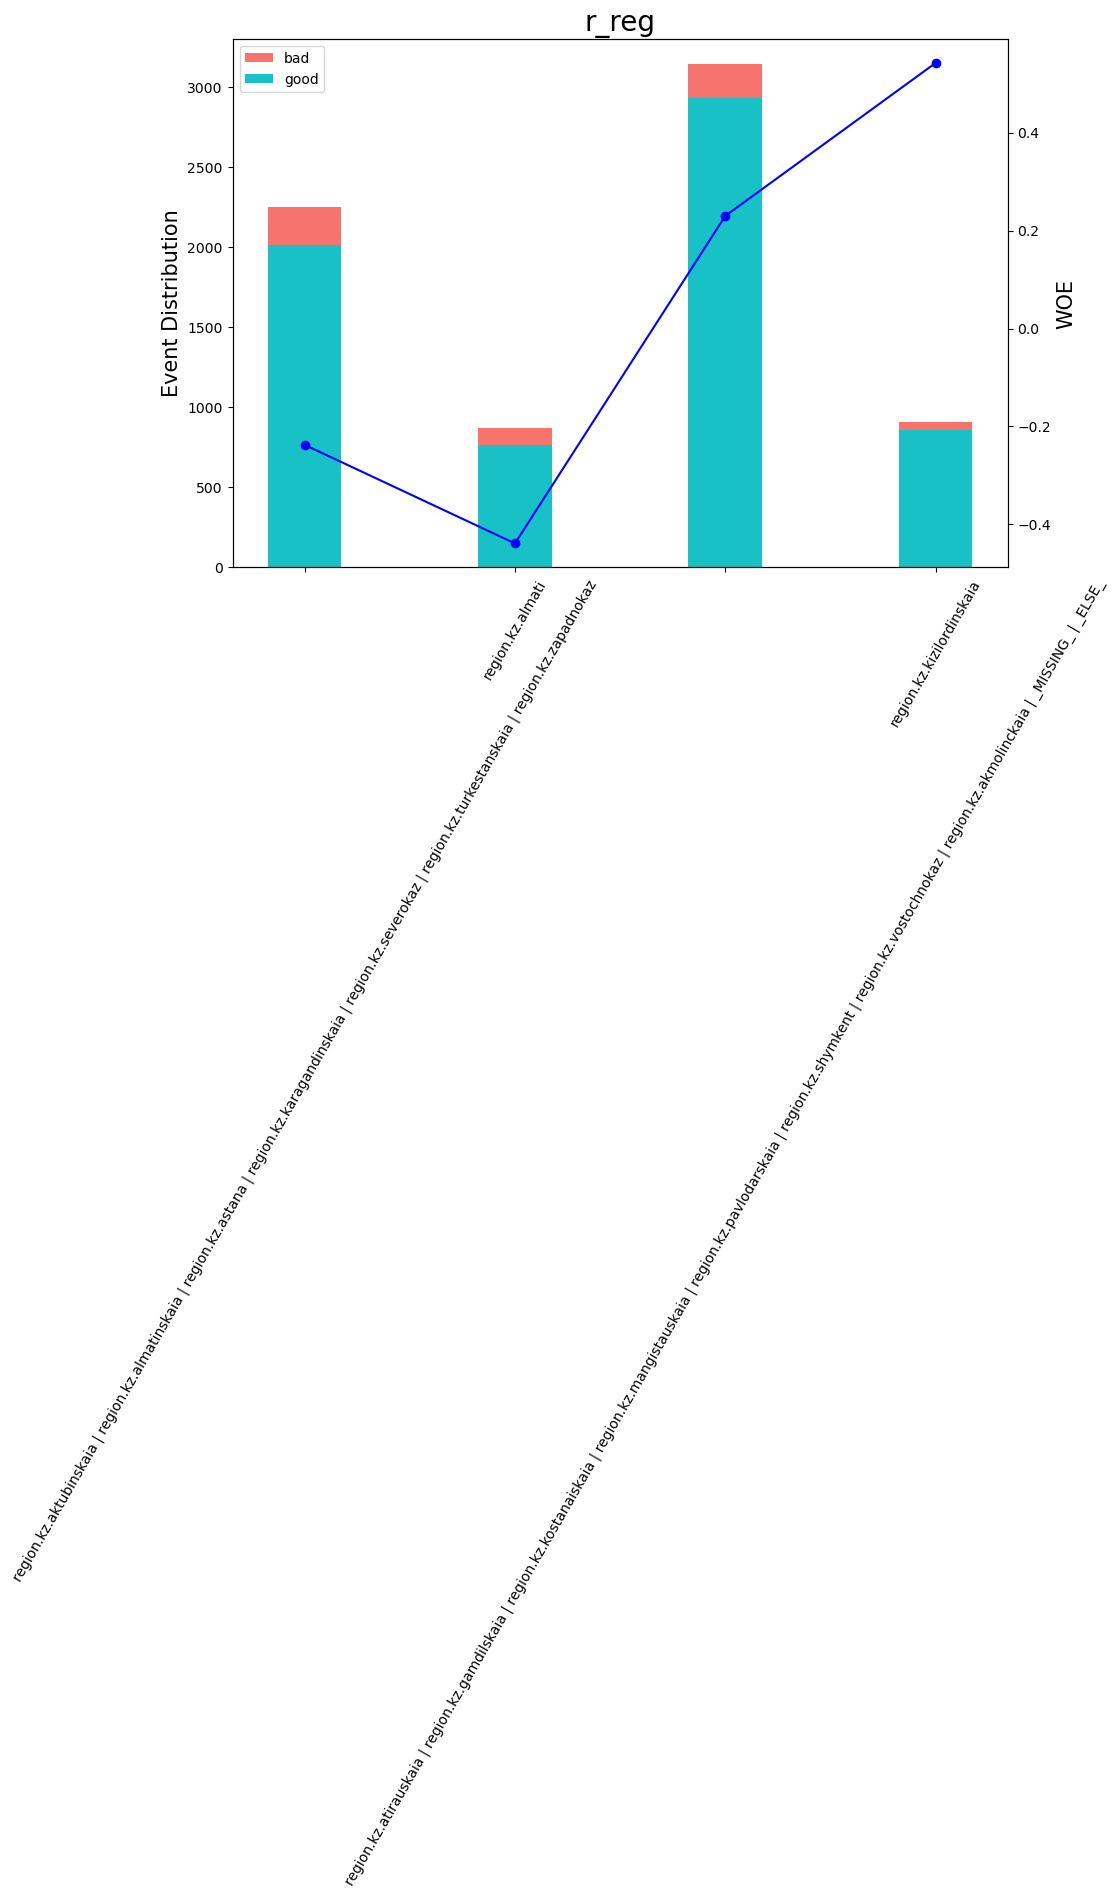 r_reg
bad
good
Event Distribution
3000
2500
2000
1500
1000
500
0
WOE
0.4
0.2
0.0
−0.2
−0.4
region.kz.aktubinskaia | region.kz.almatinskaia | region.kz.astana | region.kz.karagandinskaia | region.kz.severokaz | region.kz.turkestanskaia | region.kz.zapadnokaz
region.kz.almati
region.kz.atirauskaia | region.kz.gamdilskaia | region.kz.kostanaiskaia | region.kz.mangistauskaia | region.kz.pavlodarskaia | region.kz.shymkent | region.kz.vostochnokaz | region.kz.akmolinckaia | _MISSING_ | _ELSE_
region.kz.kizilordinskaia